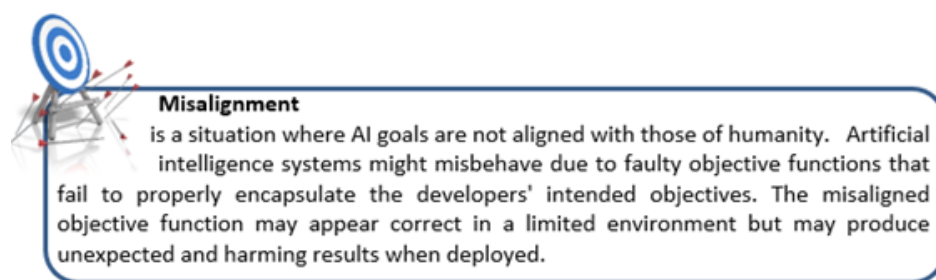 Misalignment
is a situation where AI goals are not aligned with those of humanity. Artificial
intelligence systems might misbehave due to faulty objective functions that
fail to properly encapsulate the developers' intended objectives. The misaligned
objective function may appear correct in a limited environment but may produce
unexpected and harming results when deployed.